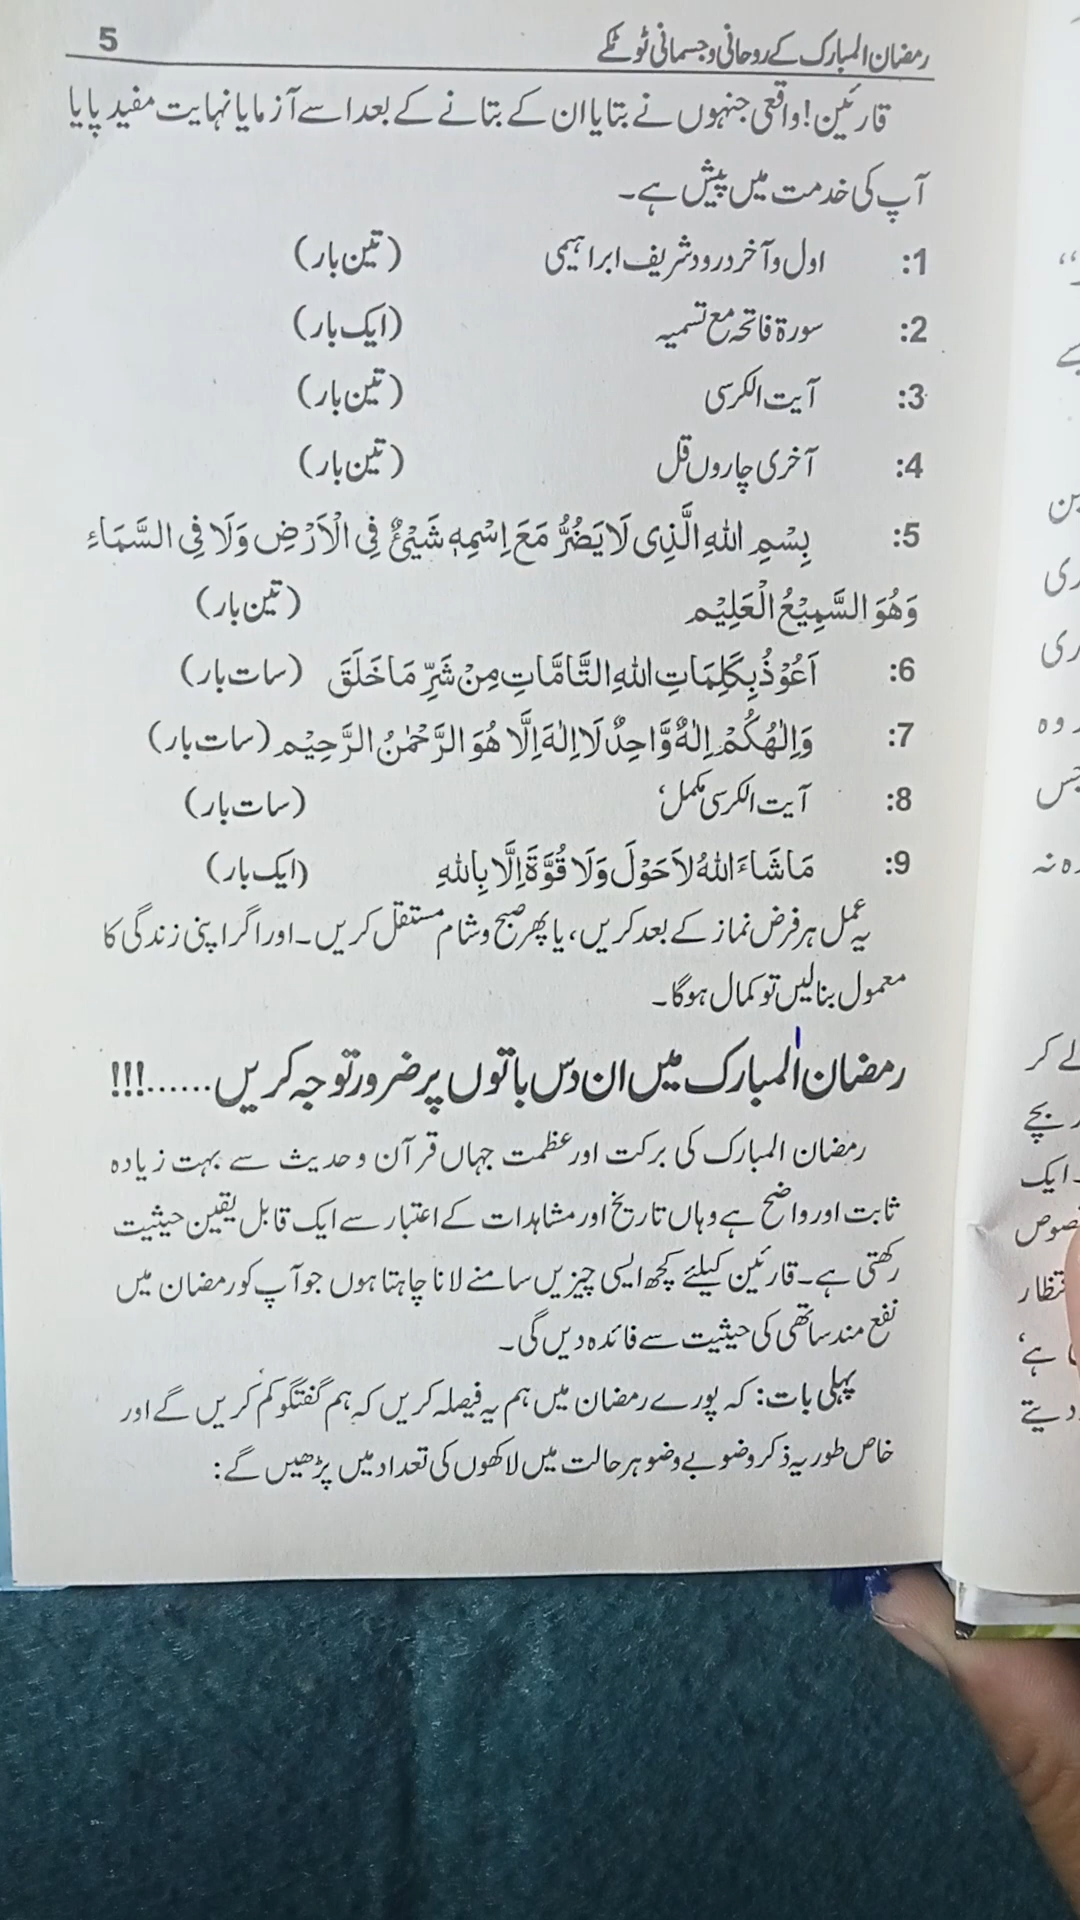 رمضان المبارک کے روحانی و جسمانی ٹوٹکے 5
قارئین! واقعی جنہوں نے بتایا ان کے بتانے کے بعد اسے آزمایا نہایت مفید پایا
آپ کی خدمت میں پیش ہے۔
1: اول و آخر درود شریف ابراہیمی (تین بار)
2: سورۃ فاتحہ مع تسمیہ (ایک بار)
3: آیت الکرسی (تین بار)
4: آخری چاروں قل (تین بار)
5: بِسْمِ اللّٰهِ الَّذِی لَا یَضُرُّ مَعَ اِسْمِهٖ شَیْئٌ فِی الْاَرْضِ وَلَا فِی السَّمَاءِ
وَهُوَ السَّمِیْعُ الْعَلِیْم (تین بار)
6: اَعُوْذُ بِکَلِمَاتِ اللّٰهِ التَّامَّاتِ مِنْ شَرِّ مَا خَلَقَ (سات بار)
7: وَاِلٰهُکُمْ اِلٰهٌ وَّاحِدٌ لَا اِلٰهَ اِلَّا هُوَ الرَّحْمٰنُ الرَّحِیْم (سات بار)
8: آیت الکرسی مکمل، (سات بار)
9: مَا شَاءَ اللّٰهُ لَا حَوْلَ وَلَا قُوَّةَ اِلَّا بِاللّٰهِ (ایک بار)
یہ عمل ہر فرض نماز کے بعد کریں، یا پھر صبح و شام مستقل کریں۔ اور اگر اپنی زندگی کا
معمول بنالیں تو کمال ہوگا۔
رمضان المبارک میں ان دس باتوں پر ضرور توجہ کریں......!!!
رمضان المبارک کی برکت اور عظمت جہاں قرآن و حدیث سے بہت زیادہ
ثابت اور واضح ہے وہاں تاریخ اور مشاہدات کے اعتبار سے ایک قابل یقین حیثیت
رکھتی ہے۔ قارئین کیلئے کچھ ایسی چیزیں سامنے لانا چاہتا ہوں جو آپ کو رمضان میں
نفع مند ساتھی کی حیثیت سے فائدہ دیں گی۔
پہلی بات: کہ پورے رمضان میں ہم یہ فیصلہ کریں کہ ہم گفتگو کم کریں گے اور
خاص طور یہ ذکر وضو بے وضو ہر حالت میں لاکھوں کی تعداد میں پڑھیں گے: